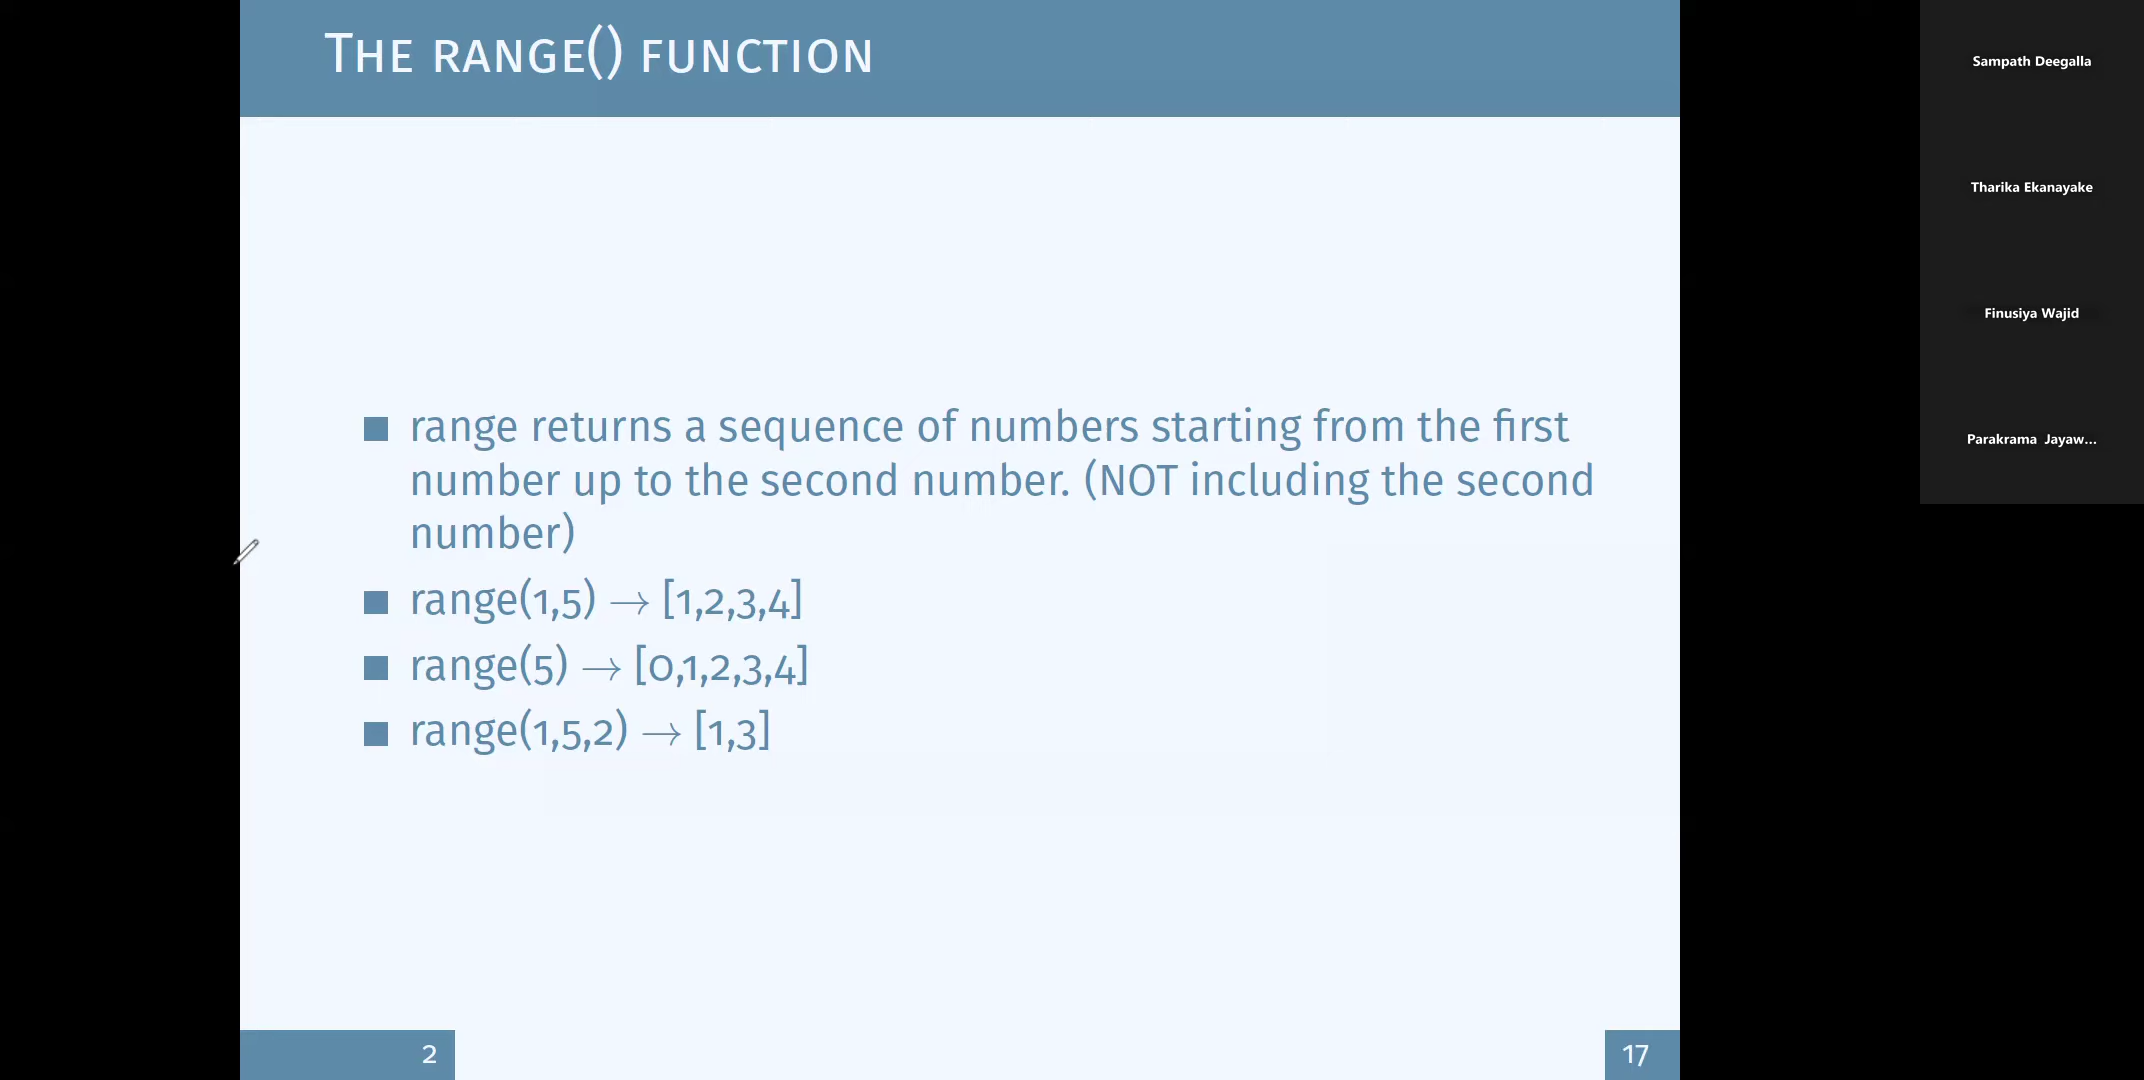 THE RANGE() FUNCTION
range returns a sequence of numbers starting from the first
number up to the second number. (NOT including the second
number)
range(1,5) → [1,2,3,4]
range(5) → [0,1,2,3,4]
range(1,5,2) → [1,3]
2
17
Sampath Deegalla
Tharika Ekanayake
Finusiya Wajid
Parakrama Jayaw...